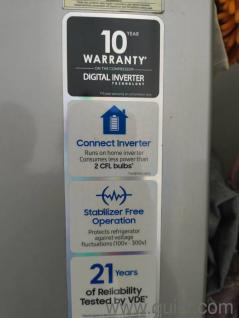 10 YEAR
WARRANTY*
ON THE COMPRESSOR
DIGITAL INVERTER
TECHNOLOGY
Connect Inverter
Runs on home inverter
Consumes less power than
2 CFL bulbs*
Stabilizer Free
Operation
Protects refrigerator
against voltage
fluctuations (100v - 300v)
21 Years
of Reliability
Tested by VDE*
www.quikr.com